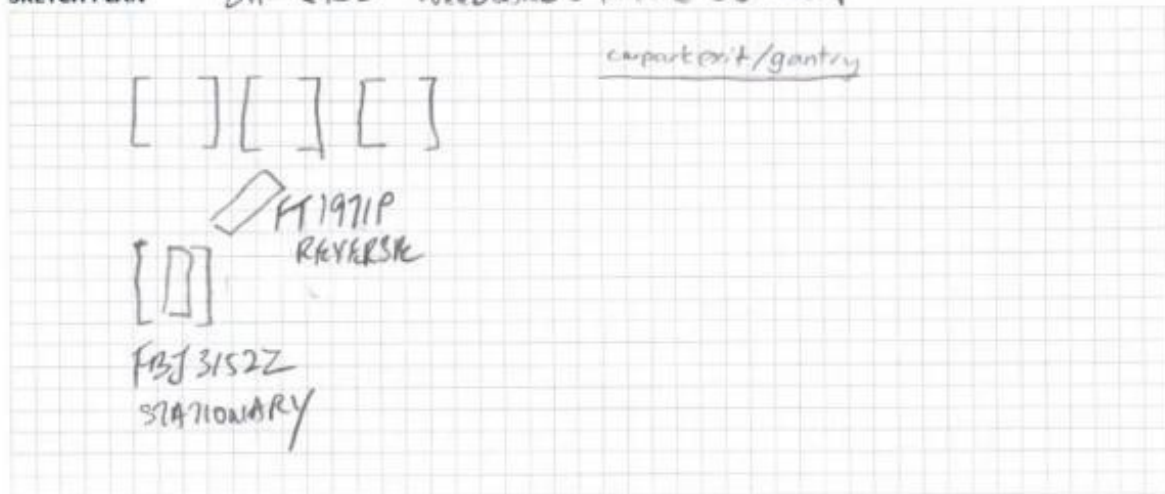 SKETCH PLAN
carpark exit/gantry
FT1971P
REVERSE
FBJ3152Z
STATIONARY